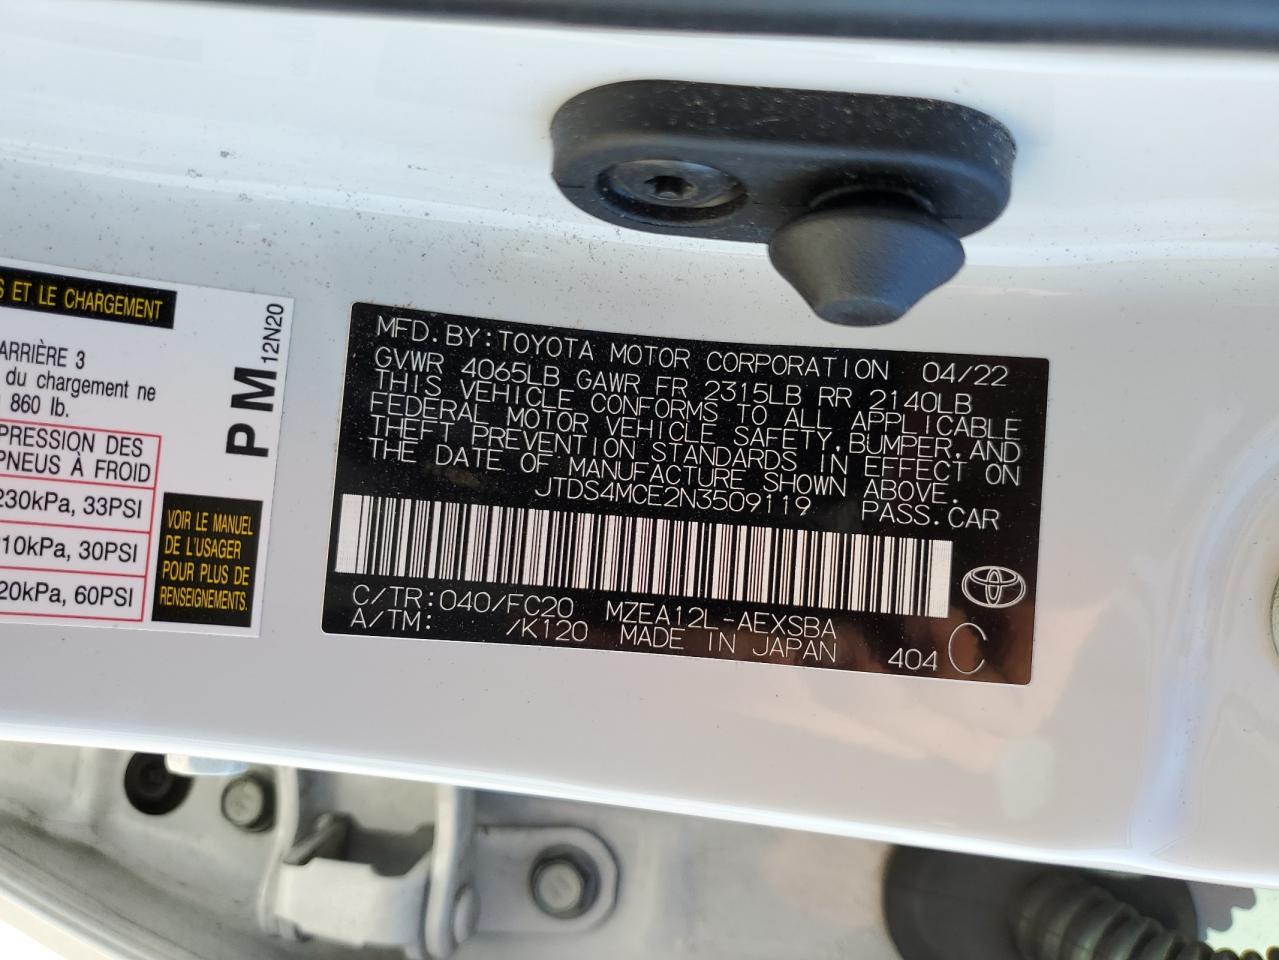 S ET LE CHARGEMENT
ARRIÈRE 3
du chargement ne
860 lb.
PRESSION DES
PNEUS À FROID
230kPa, 33PSI
10kPa, 30PSI
20kPa, 60PSI
PM 12N20
VOIR LE MANUEL
DE L'USAGER
POUR PLUS DE
RENSEIGNEMENTS.
MFD.BY:TOYOTA MOTOR CORPORATION 04/22
GVWR 4065LB GAWR FR 2315LB RR 2140LB
THIS VEHICLE CONFORMS TO ALL APPLICABLE
FEDERAL MOTOR VEHICLE SAFETY,BUMPER,AND
THEFT PREVENTION STANDARDS IN EFFECT ON
THE DATE OF MANUFACTURE SHOWN ABOVE.
JTDS4MCE2N3509119 PASS.CAR
C/TR:040/FC20 MZEA12L-AEXSBA
A/TM: /K120 MADE IN JAPAN 404 C